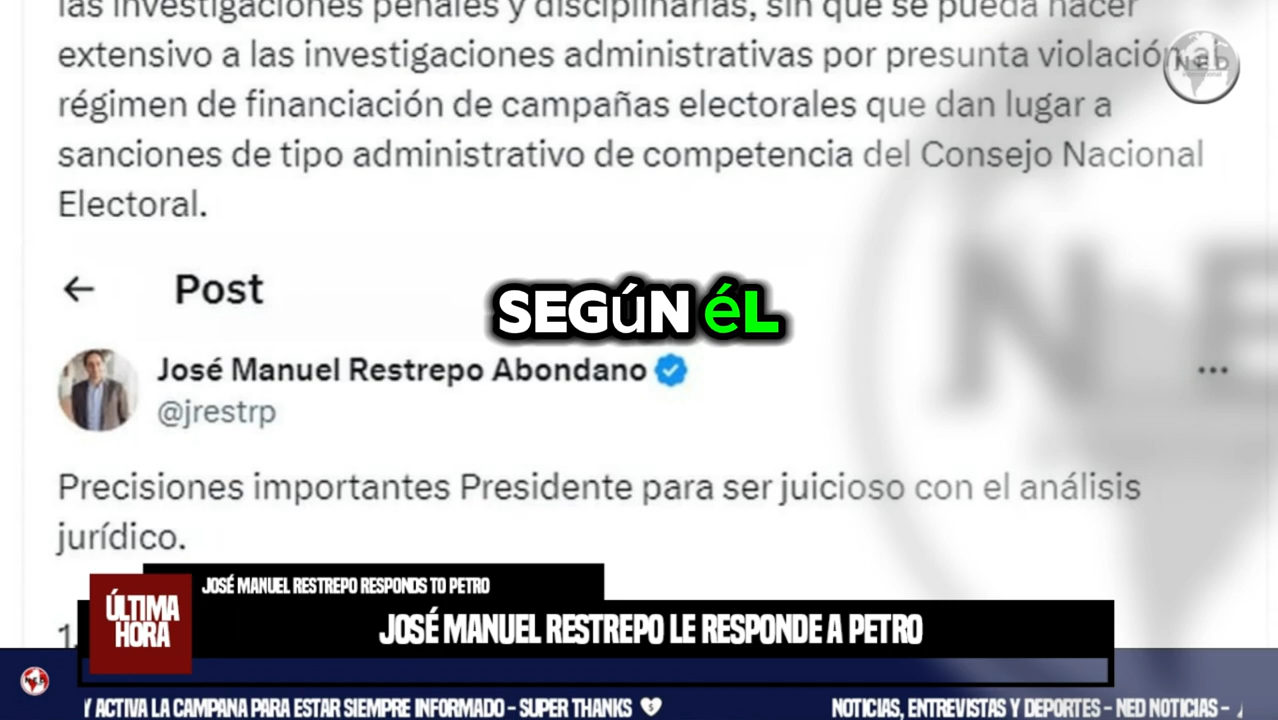 las investigaciones penales y disciplinarias, sin que se pueda hacer
extensivo a las investigaciones administrativas por presunta violación
régimen de financiación de campañas electorales que dan lugar a
sanciones de tipo administrativo de competencia del Consejo Nacional
Electoral.
NED
Post
SEGÚN ÉL
José Manuel Restrepo Abondano
@jrestrp
Precisiones importantes Presidente para ser juicioso con el análisis
jurídico.
1
JOSÉ MANUEL RESTREPO RESPONDS TO PETRO
ÚLTIMA
HORA
JOSÉ MANUEL RESTREPO LE RESPONDE A PETRO
Y ACTIVA LA CAMPANA PARA ESTAR SIEMPRE INFORMADO - SUPER THANKS
NOTICIAS, ENTREVISTAS Y DEPORTES - NED NOTICIAS -